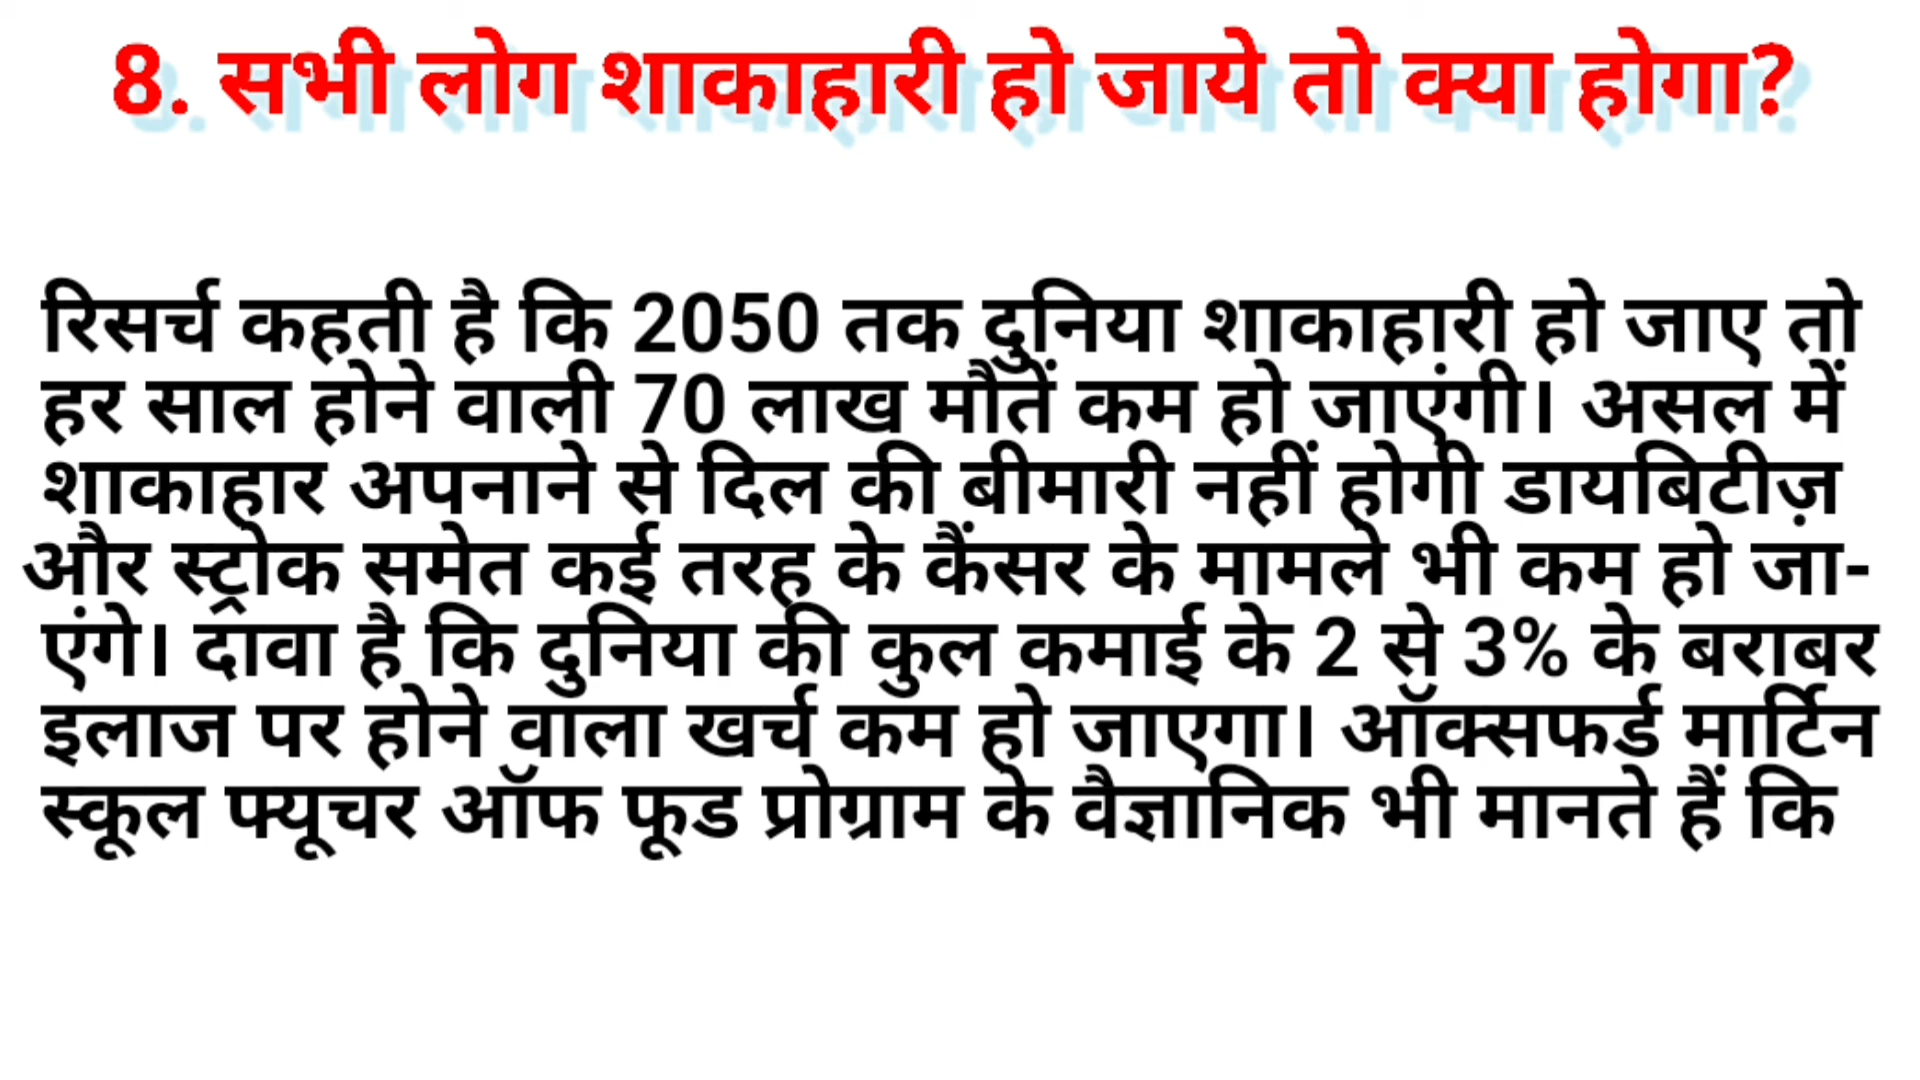 8. सभी लोग शाकाहारी हो जाये तो क्या होगा?
रिसर्च कहती है कि 2050 तक दुनिया शाकाहारी हो जाए तो
हर साल होने वाली 70 लाख मौतें कम हो जाएंगी। असल में
शाकाहार अपनाने से दिल की बीमारी नहीं होगी डायबिटीज़
और स्ट्रोक समेत कई तरह के कैंसर के मामले भी कम हो जा-
एंगे। दावा है कि दुनिया की कुल कमाई के 2 से 3% के बराबर
इलाज पर होने वाला खर्च कम हो जाएगा। ऑक्सफर्ड मार्टिन
स्कूल फ्यूचर ऑफ फूड प्रोग्राम के वैज्ञानिक भी मानते हैं कि